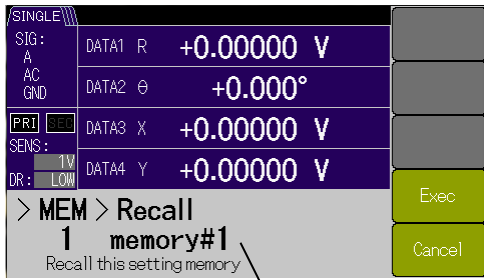 SINGLE
SIG:
A
AC
GND
PRI SEC
SENS:
1V
DR: LOW
DATA1 R +0.00000 V
DATA2 θ +0.000°
DATA3 X +0.00000 V
DATA4 Y +0.00000 V
> MEM > Recall
1 memory#1
Recall this setting memory
Exec
Cancel